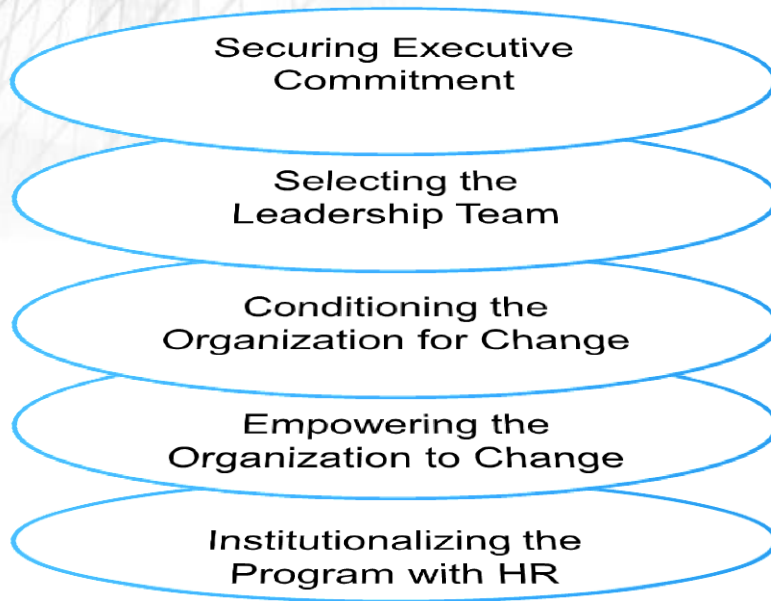 Securing Executive
Commitment
Selecting the
Leadership Team
Conditioning the
Organization for Change
Empowering the
Organization to Change
Institutionalizing the
Program with HR